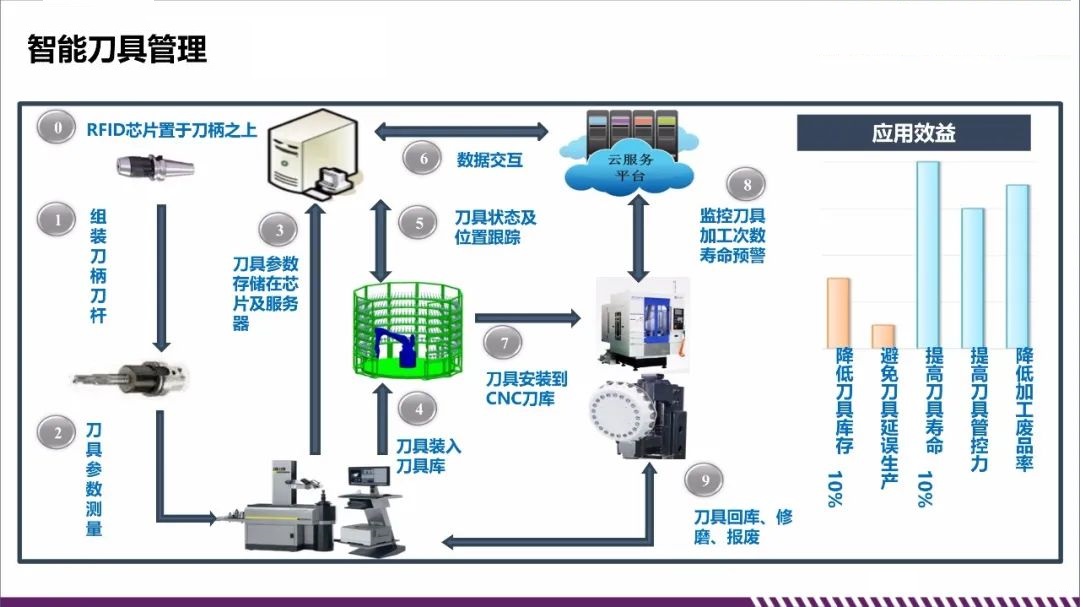 智能刀具管理
0
RFID芯片置于刀柄之上
1
组装刀柄刀杆
2
刀具参数测量
3
刀具参数
存储在芯
片及服务
器
4
刀具装入
刀具库
5
刀具状态及
位置跟踪
6
数据交互
云服务
平台
7
刀具安装到
CNC刀库
8
监控刀具
加工次数
寿命预警
9
刀具回库、修
磨、报废
应用效益
降低刀具库存 10%
避免刀具延误生产
提高刀具寿命 10%
提高刀具管控力
降低加工废品率